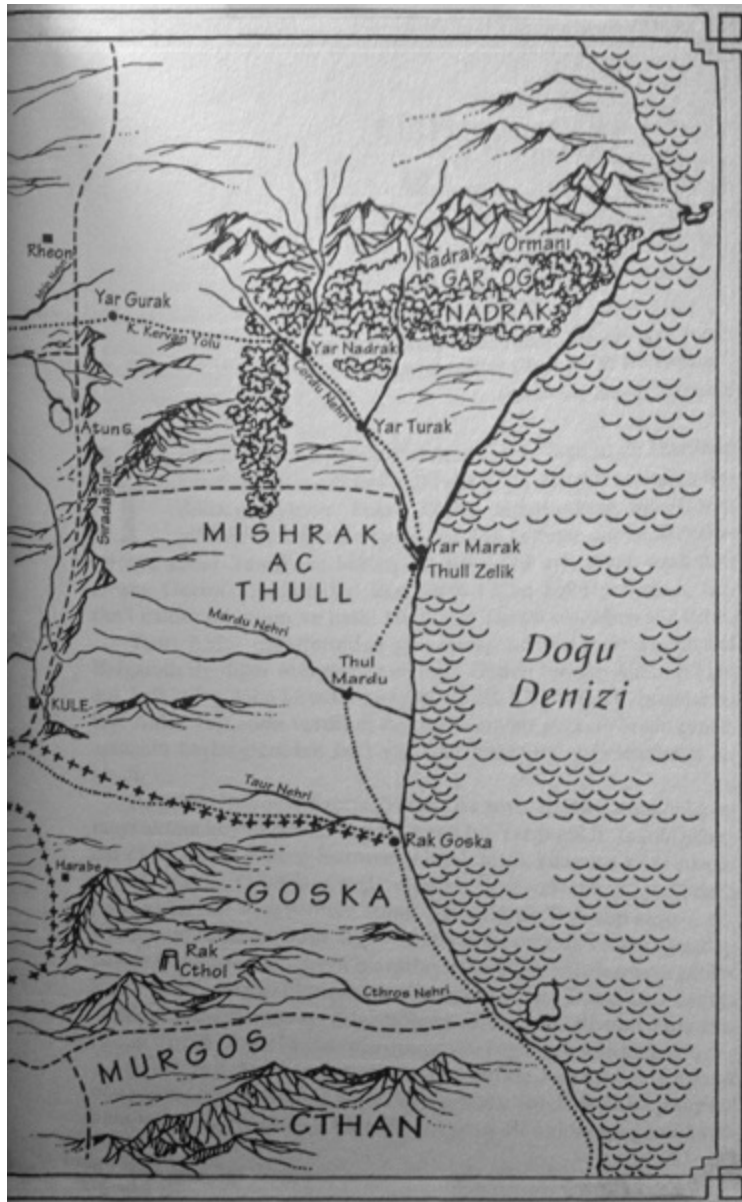 Rheon
Nadrak Ormanı
GAR OG
NADRAK
Yar Gurak
K. Kervan Yolu
Yar Nadrak
Cordu Nehri
Yar Turak
Atun G.
Sıradağlar
MISHRAK
AC
THULL
Yar Marak
Thull Zelik
Mardu Nehri
Thul
Mardu
Doğu
Denizi
KULE
Taur Nehri
Rak Goska
Harabe
GOSKA
Rak
Cthol
Cthros Nehri
MURGOS
CTHAN